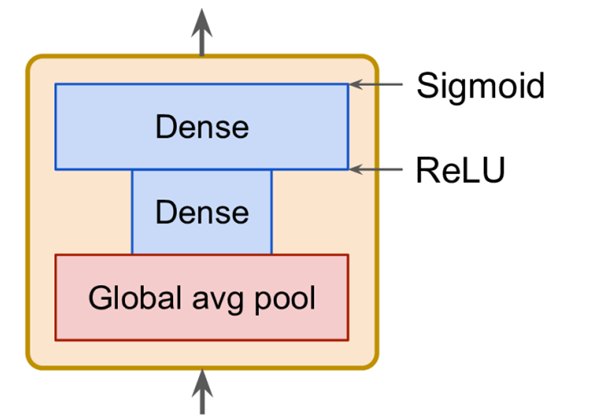 Sigmoid
Dense
ReLU
Dense
Global avg pool